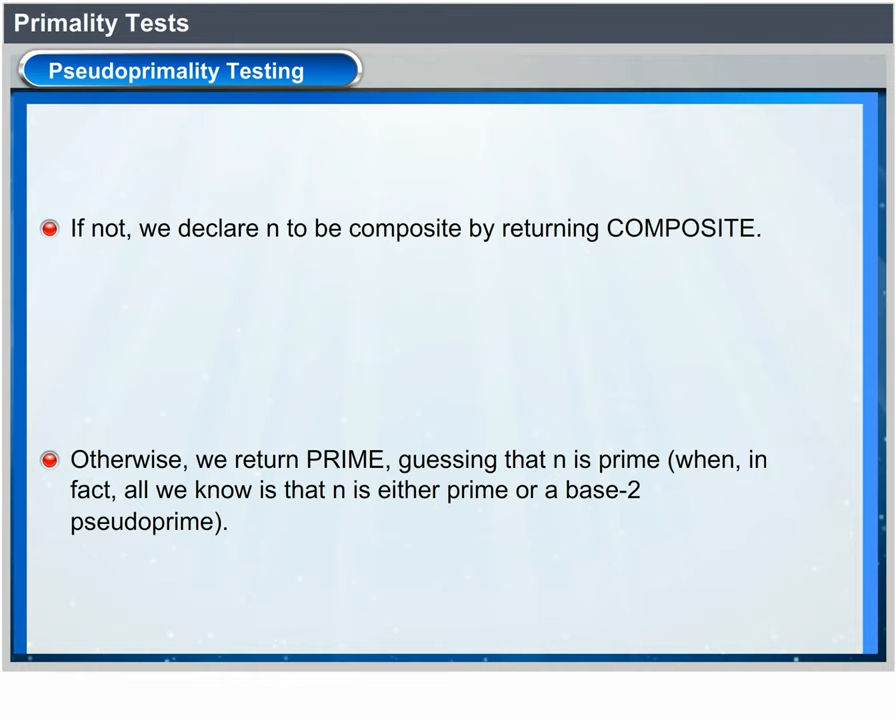 Primality Tests
Pseudoprimality Testing
If not, we declare n to be composite by returning COMPOSITE.
Otherwise, we return PRIME, guessing that n is prime (when, in
fact, all we know is that n is either prime or a base-2
pseudoprime).